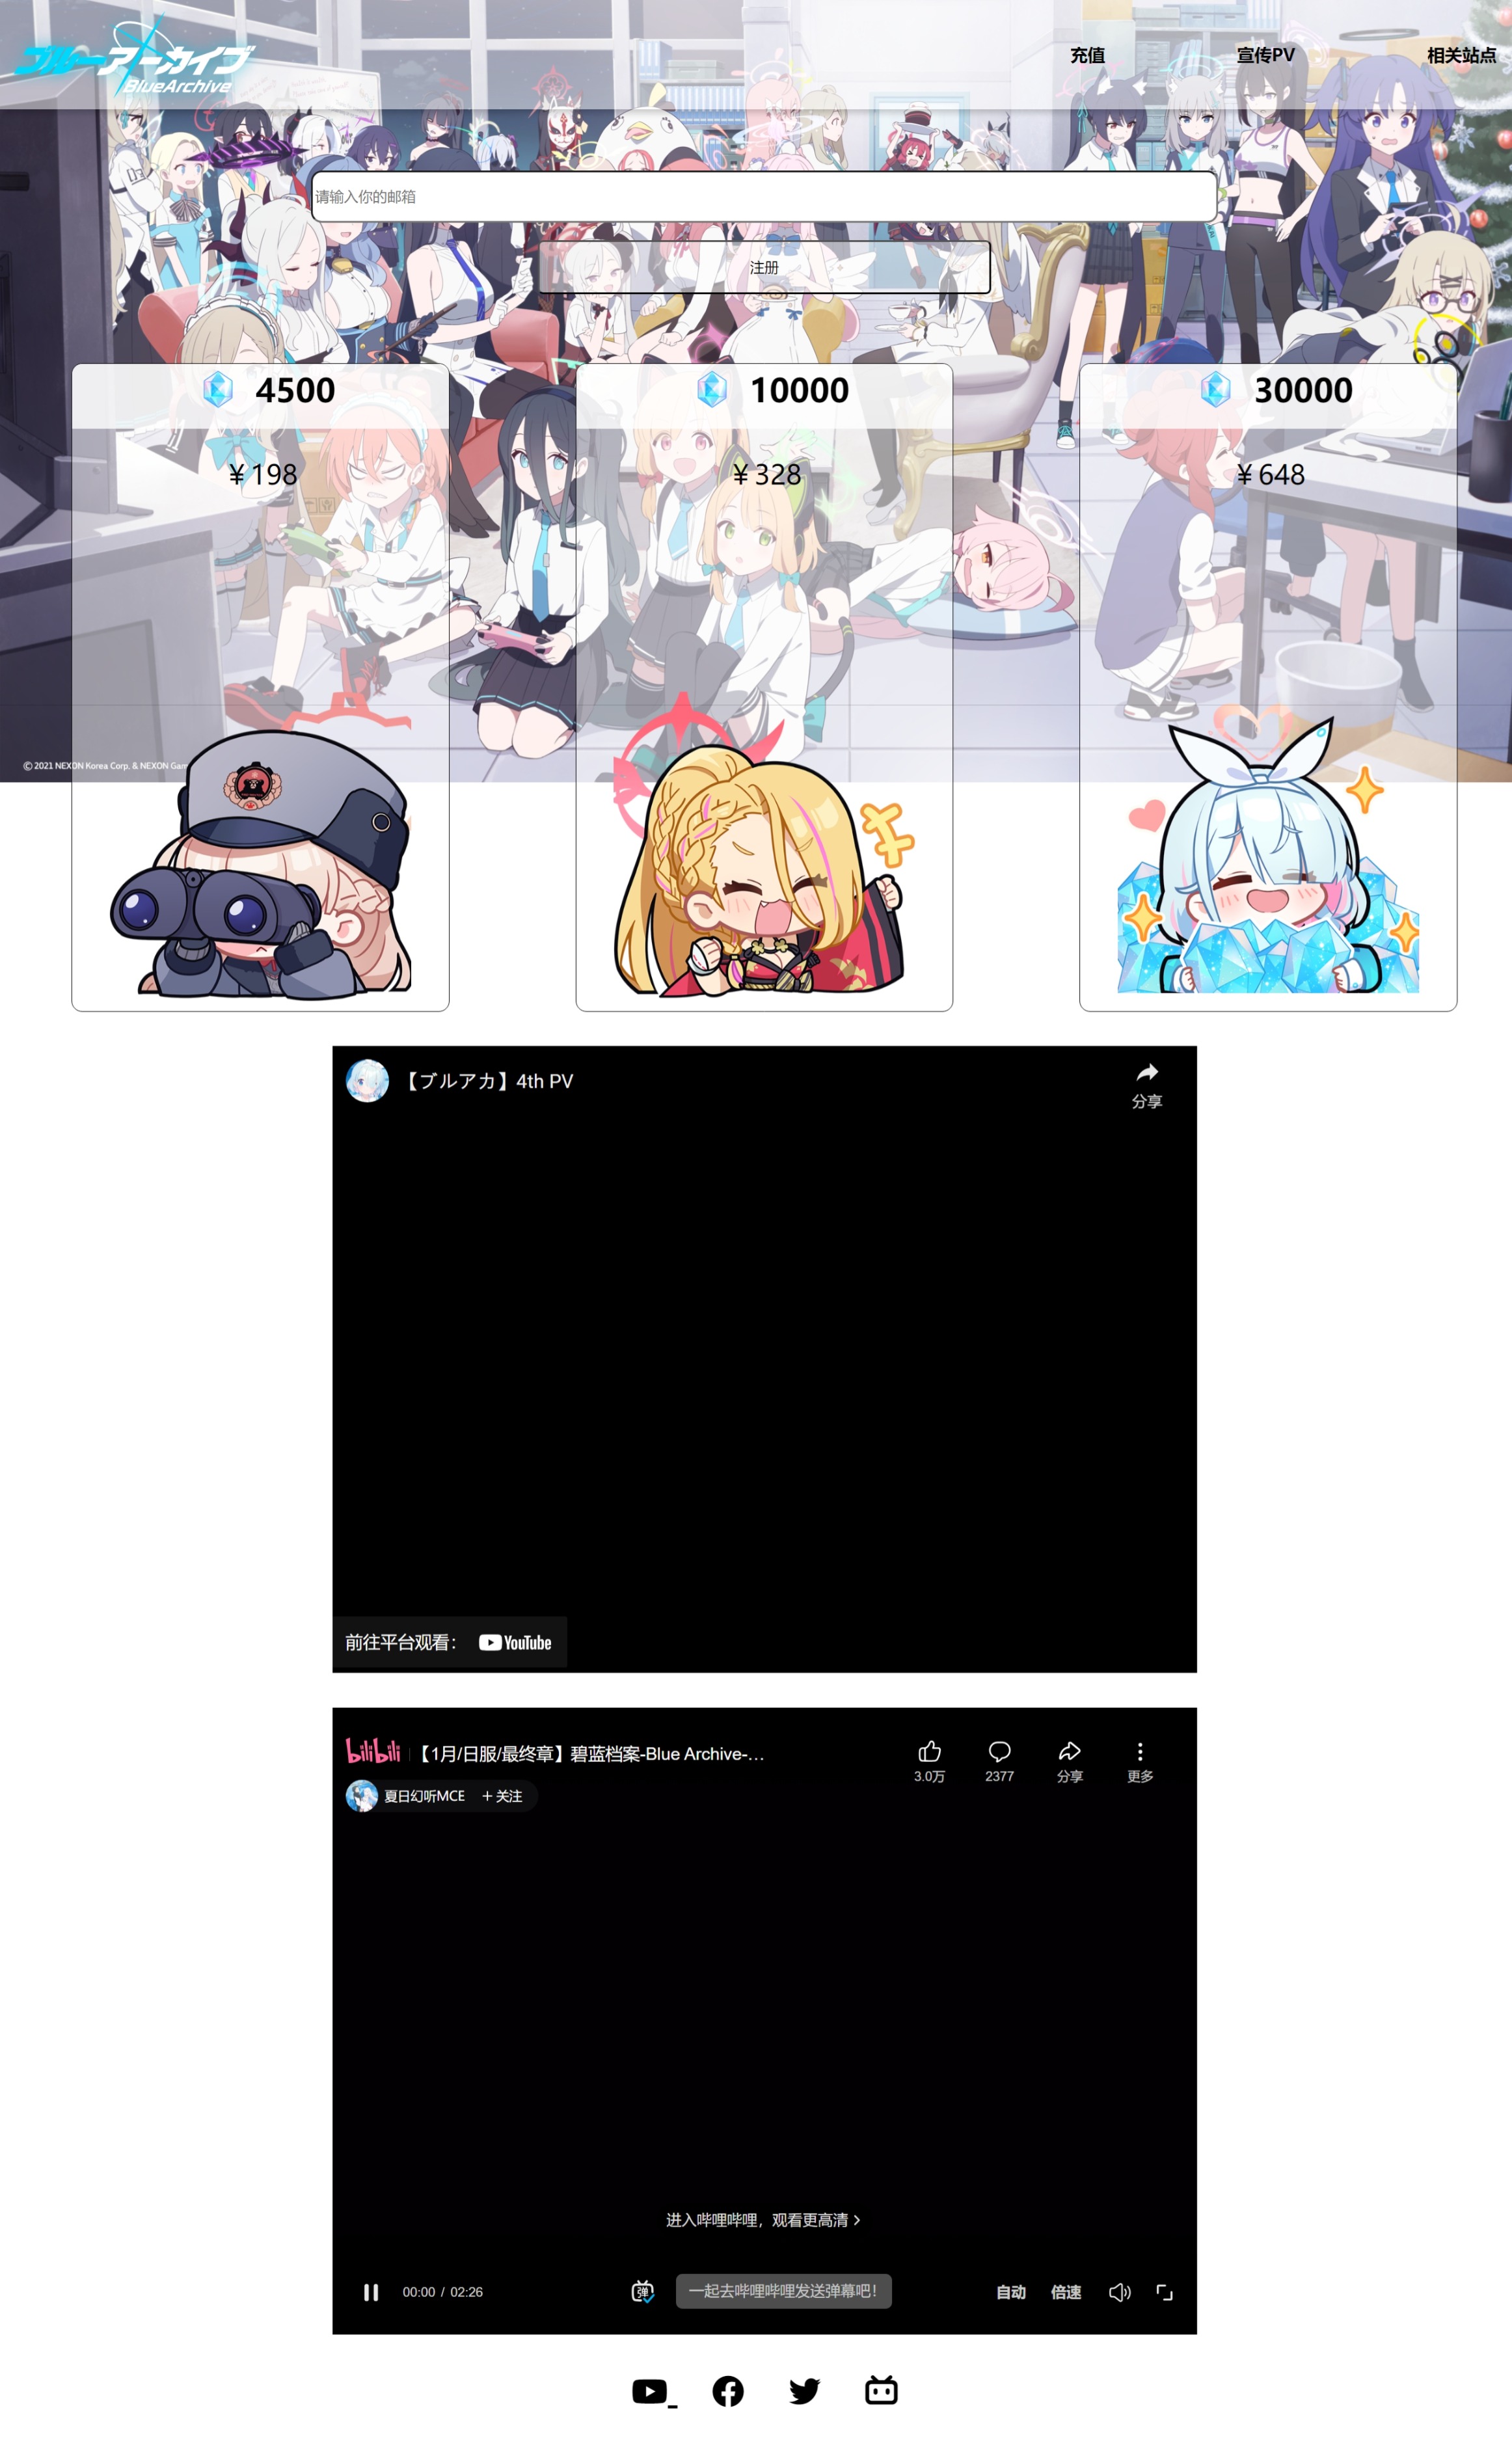 ブルーアーカイブ
BlueArchive
充值
宣传PV
相关站点
请输入你的邮箱
注册
4500
10000
30000
￥198
￥328
￥648
© 2021 NEXON Korea Corp. & NEXON Gam
【ブルアカ】4th PV
分享
前往平台观看：
YouTube
bilibili
【1月/日服/最终章】碧蓝档案-Blue Archive-...
3.0万
2377
分享
更多
夏日幻听MCE
+ 关注
进入哔哩哔哩，观看更高清 >
00:00 / 02:26
弹
一起去哔哩哔哩发送弹幕吧！
自动
倍速